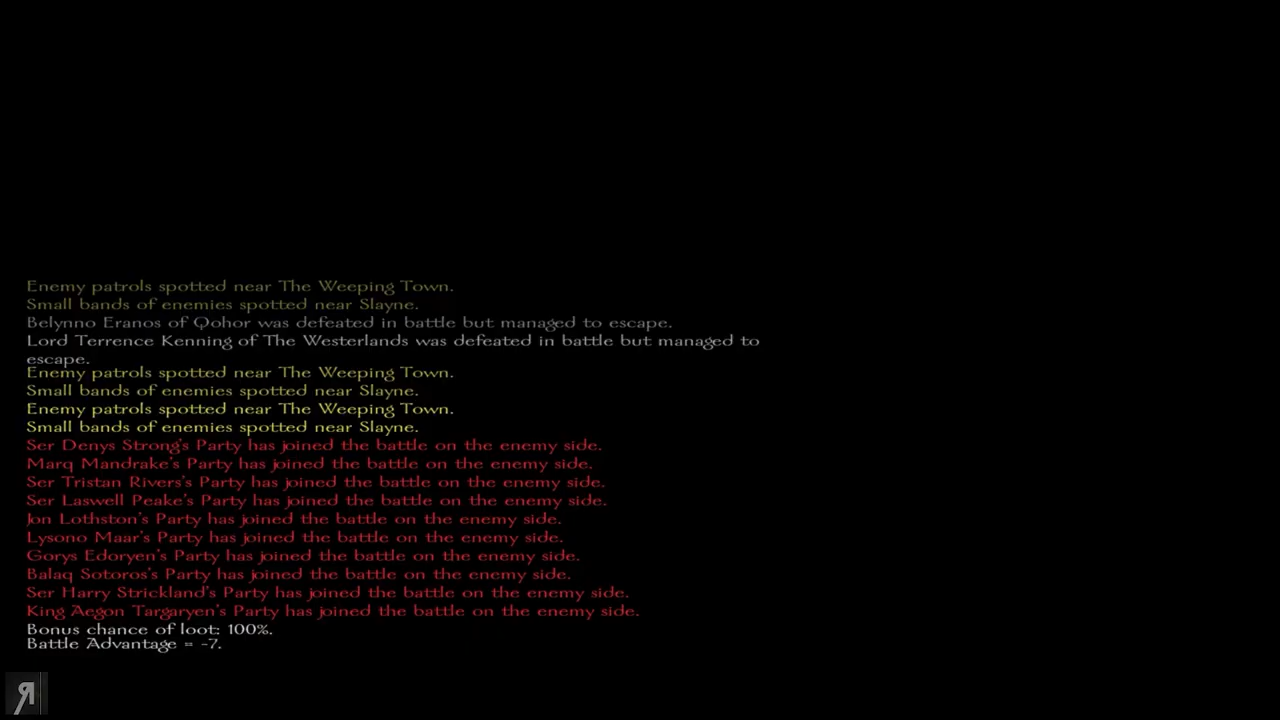 Enemy patrols spotted near The Weeping Town.
Small bands of enemies spotted near Slayne.
Belynno Eranos of Qohor was defeated in battle but managed to escape.
Lord Terrence Kenning of The Westerlands was defeated in battle but managed to
escape.
Enemy patrols spotted near The Weeping Town.
Small bands of enemies spotted near Slayne.
Enemy patrols spotted near The Weeping Town.
Small bands of enemies spotted near Slayne.
Ser Denys Strong's Party has joined the battle on the enemy side.
Marq Mandrake's Party has joined the battle on the enemy side.
Ser Tristan Rivers's Party has joined the battle on the enemy side.
Ser Laswell Peake's Party has joined the battle on the enemy side.
Jon Lothston's Party has joined the battle on the enemy side.
Lysono Maar's Party has joined the battle on the enemy side.
Gorys Edoryen's Party has joined the battle on the enemy side.
Balaq Sotoros's Party has joined the battle on the enemy side.
Ser Harry Strickland's Party has joined the battle on the enemy side.
King Aegon Targaryen's Party has joined the battle on the enemy side.
Bonus chance of loot: 100%.
Battle Advantage = -7.